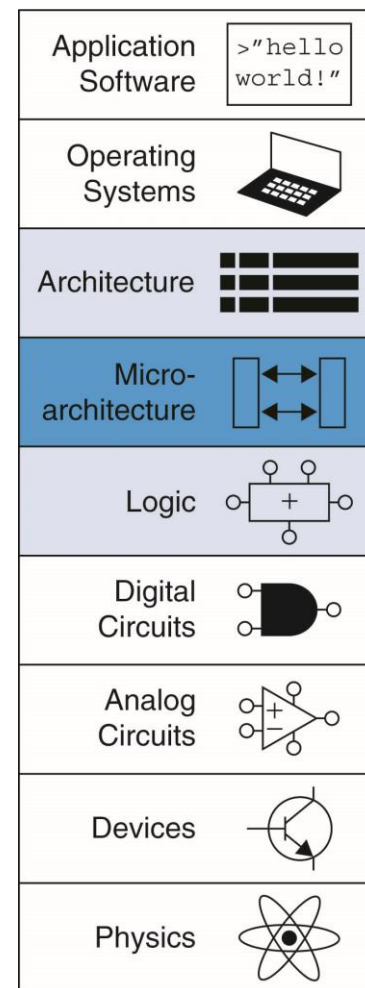 Application
Software
>"hello
world!"
Operating
Systems
Architecture
Micro-
architecture
Logic
+
Digital
Circuits
Analog
Circuits
+
−
Devices
Physics